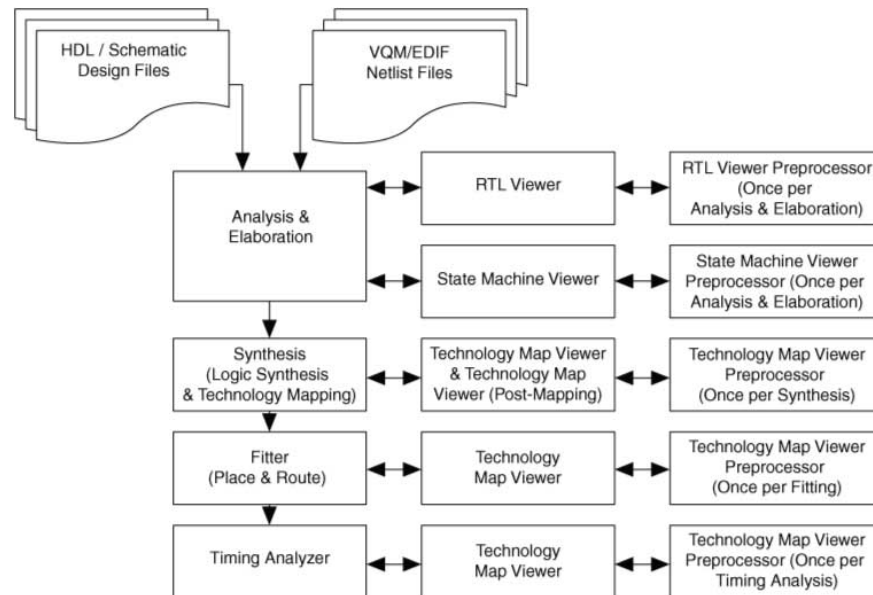 HDL / Schematic
Design Files
VQM/EDIF
Netlist Files
Analysis &
Elaboration
RTL Viewer
RTL Viewer Preprocessor
(Once per
Analysis & Elaboration)
State Machine Viewer
State Machine Viewer
Preprocessor (Once per
Analysis & Elaboration)
Synthesis
(Logic Synthesis
& Technology Mapping)
Technology Map Viewer
& Technology Map
Viewer (Post-Mapping)
Technology Map Viewer
Preprocessor
(Once per Synthesis)
Fitter
(Place & Route)
Technology
Map Viewer
Technology Map Viewer
Preprocessor
(Once per Fitting)
Timing Analyzer
Technology
Map Viewer
Technology Map Viewer
Preprocessor (Once per
Timing Analysis)